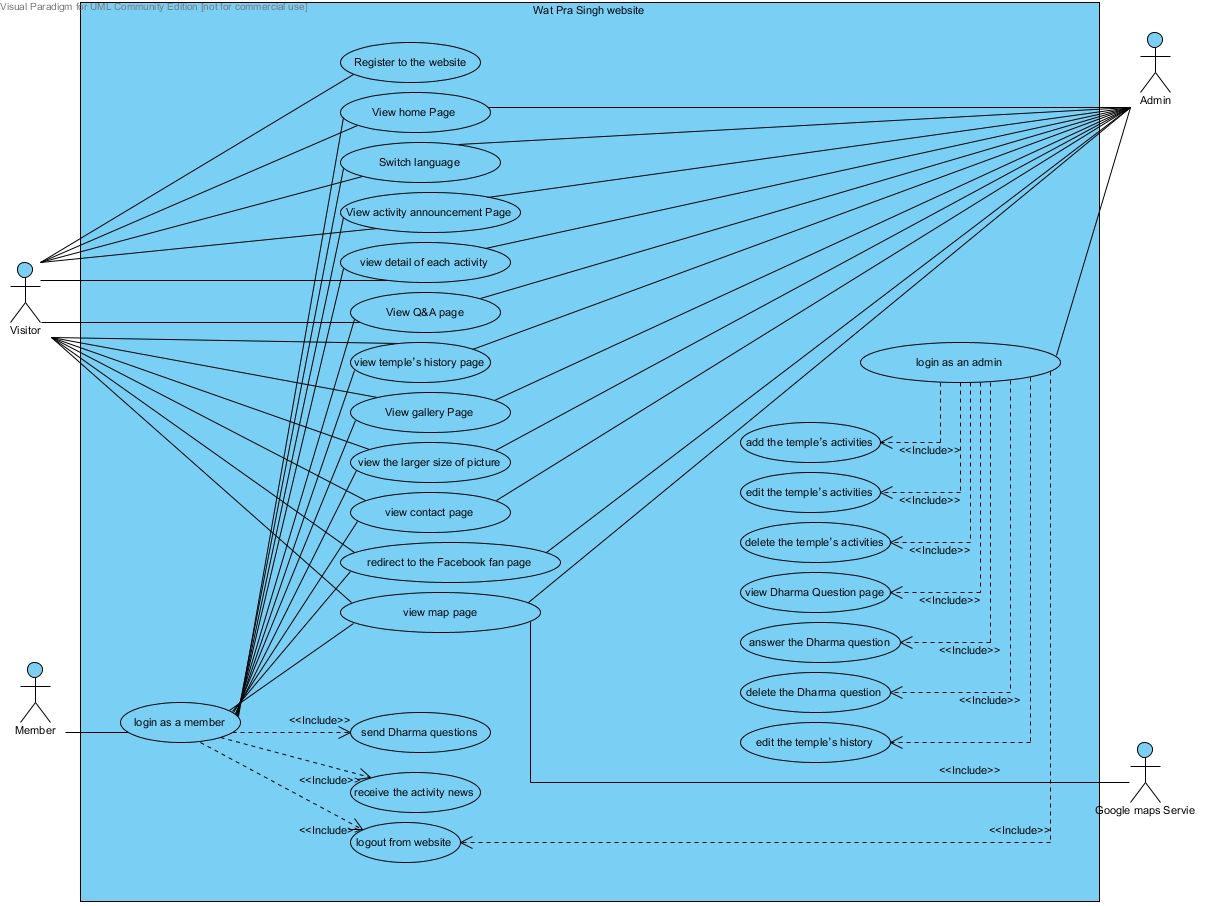 Visual Paradigm for UML Community Edition [not for commercial use]
Wat Pra Singh website
Register to the website
Admin
View home Page
Switch language
View activity announcement Page
view detail of each activity
View Q&A page
Visitor
view temple's history page
login as an admin
View gallery Page
add the temple's activities
<<Include>>
view the larger size of picture
edit the temple's activities
<<Include>>
view contact page
delete the temple's activities
<<Include>>
redirect to the Facebook fan page
view Dharma Question page
<<Include>>
view map page
answer the Dharma question
<<Include>>
delete the Dharma question
<<Include>>
Member
login as a member
<<Include>>
send Dharma questions
edit the temple's history
<<Include>>
<<Include>>
receive the activity news
Google maps Servie
<<Include>>
<<Include>>
logout from website